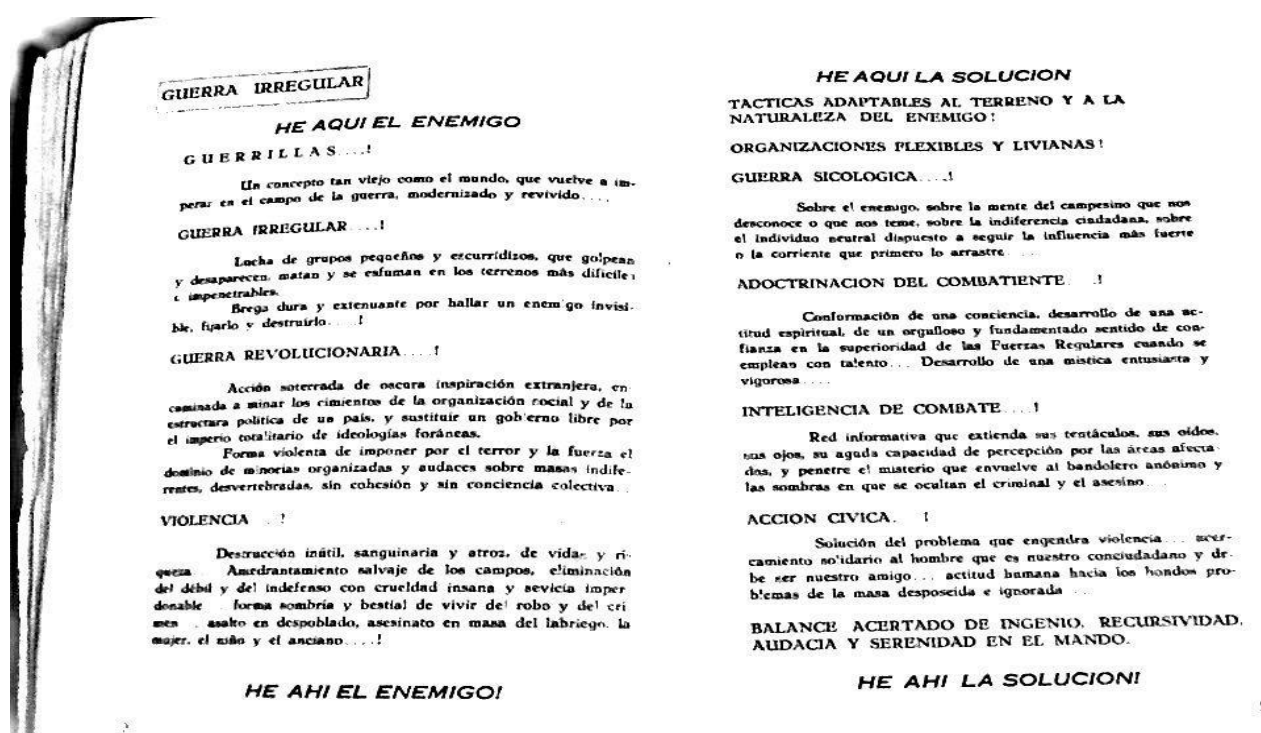 GUERRA IRREGULAR
HE AQUI EL ENEMIGO
GUERRILLAS....!
Un concepto tan viejo como el mundo, que vuelve a im-
perar en el campo de la guerra, modernizado y revivido....
GUERRA IRREGULAR....!
Lucha de grupos pequeños y escurridizos, que golpean
y desaparecen, matan y se esfuman en los terrenos más difíciles
e impenetrables.
Brega dura y extenuante por hallar un enemigo invisi-
ble, fijarlo y destruirlo....!
GUERRA REVOLUCIONARIA....!
Acción soterrada de oscura inspiración extranjera, en
caminada a minar los cimientos de la organización social y de la
estructura política de un país, y sustituir un gobierno libre por
el imperio totalitario de ideologías foráneas.
Forma violenta de imponer por el terror y la fuerza el
dominio de minorías organizadas y audaces sobre masas indife-
rentes, desvertebradas, sin cohesión y sin conciencia colectiva..
VIOLENCIA ..!
Destrucción inútil, sanguinaria y atroz, de vidas y ri-
queza.. Amedrantamiento salvaje de los campos, eliminación
del débil y del indefenso con crueldad insana y sevicia imper
donable.. forma sombría y bestial de vivir del robo y del cri
men .. asalto en despoblado, asesinato en masa del labriego, la
mujer, el niño y el anciano....!
HE AHI EL ENEMIGO!
HE AQUI LA SOLUCION
TACTICAS ADAPTABLES AL TERRENO Y A LA
NATURALEZA DEL ENEMIGO!
ORGANIZACIONES FLEXIBLES Y LIVIANAS!
GUERRA SICOLOGICA....!
Sobre el enemigo, sobre la mente del campesino que nos
desconoce o que nos teme, sobre la indiferencia ciudadana, sobre
el individuo neutral dispuesto a seguir la influencia más fuerte
o la corriente que primero lo arrastre....
ADOCTRINACION DEL COMBATIENTE ..!
Conformación de una conciencia, desarrollo de una ac-
titud espiritual, de un orgulloso y fundamentado sentido de con-
fianza en la superioridad de las Fuerzas Regulares cuando se
emplean con talento... Desarrollo de una mística entusiasta y
vigorosa....
INTELIGENCIA DE COMBATE....!
Red informativa que extienda sus tentáculos, sus oídos,
sus ojos, su aguda capacidad de percepción por las áreas afecta-
das, y penetre el misterio que envuelve al bandolero anónimo y
las sombras en que se ocultan el criminal y el asesino...
ACCION CIVICA. !
Solución del problema que engendra violencia... acer-
camiento solidario al hombre que es nuestro conciudadano y de-
be ser nuestro amigo... actitud humana hacia los hondos pro-
blemas de la masa desposeída e ignorada ...
BALANCE ACERTADO DE INGENIO, RECURSIVIDAD,
AUDACIA Y SERENIDAD EN EL MANDO.
HE AHI LA SOLUCION!